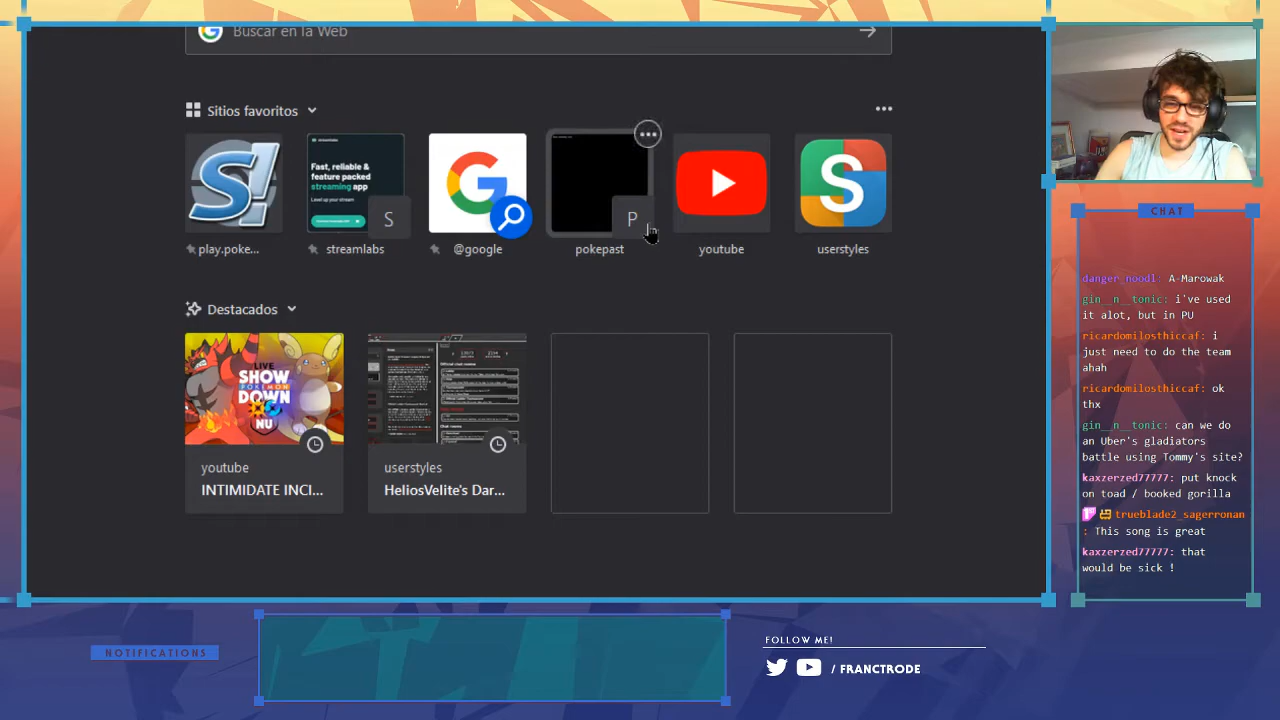 Buscar en la Web
Sitios favoritos
Fast, reliable &
feature packed
streaming app
S
S
P
play.poke...
streamlabs
@google
pokepast
youtube
userstyles
Destacados
LIVE
SHOW
POKEMON
DOWN
NU
youtube
INTIMIDATE INCI...
userstyles
HeliosVelite's Dar...
CHAT
danger_noodl: A-Marowak
gin__n__tonic: i've used
it alot, but in PU
ricardomilosthiccaf: i
just need to do the team
ahah
ricardomilosthiccaf: ok
thx
gin__n__tonic: can we do
an Uber's gladiators
battle using Tommy's site?
kaxzerzed77777: put knock
on toad / booked gorilla
trueblade2_sagerronan
: This song is great
kaxzerzed77777: that
would be sick !
NOTIFICATIONS
FOLLOW ME!
/ FRANCTRODE